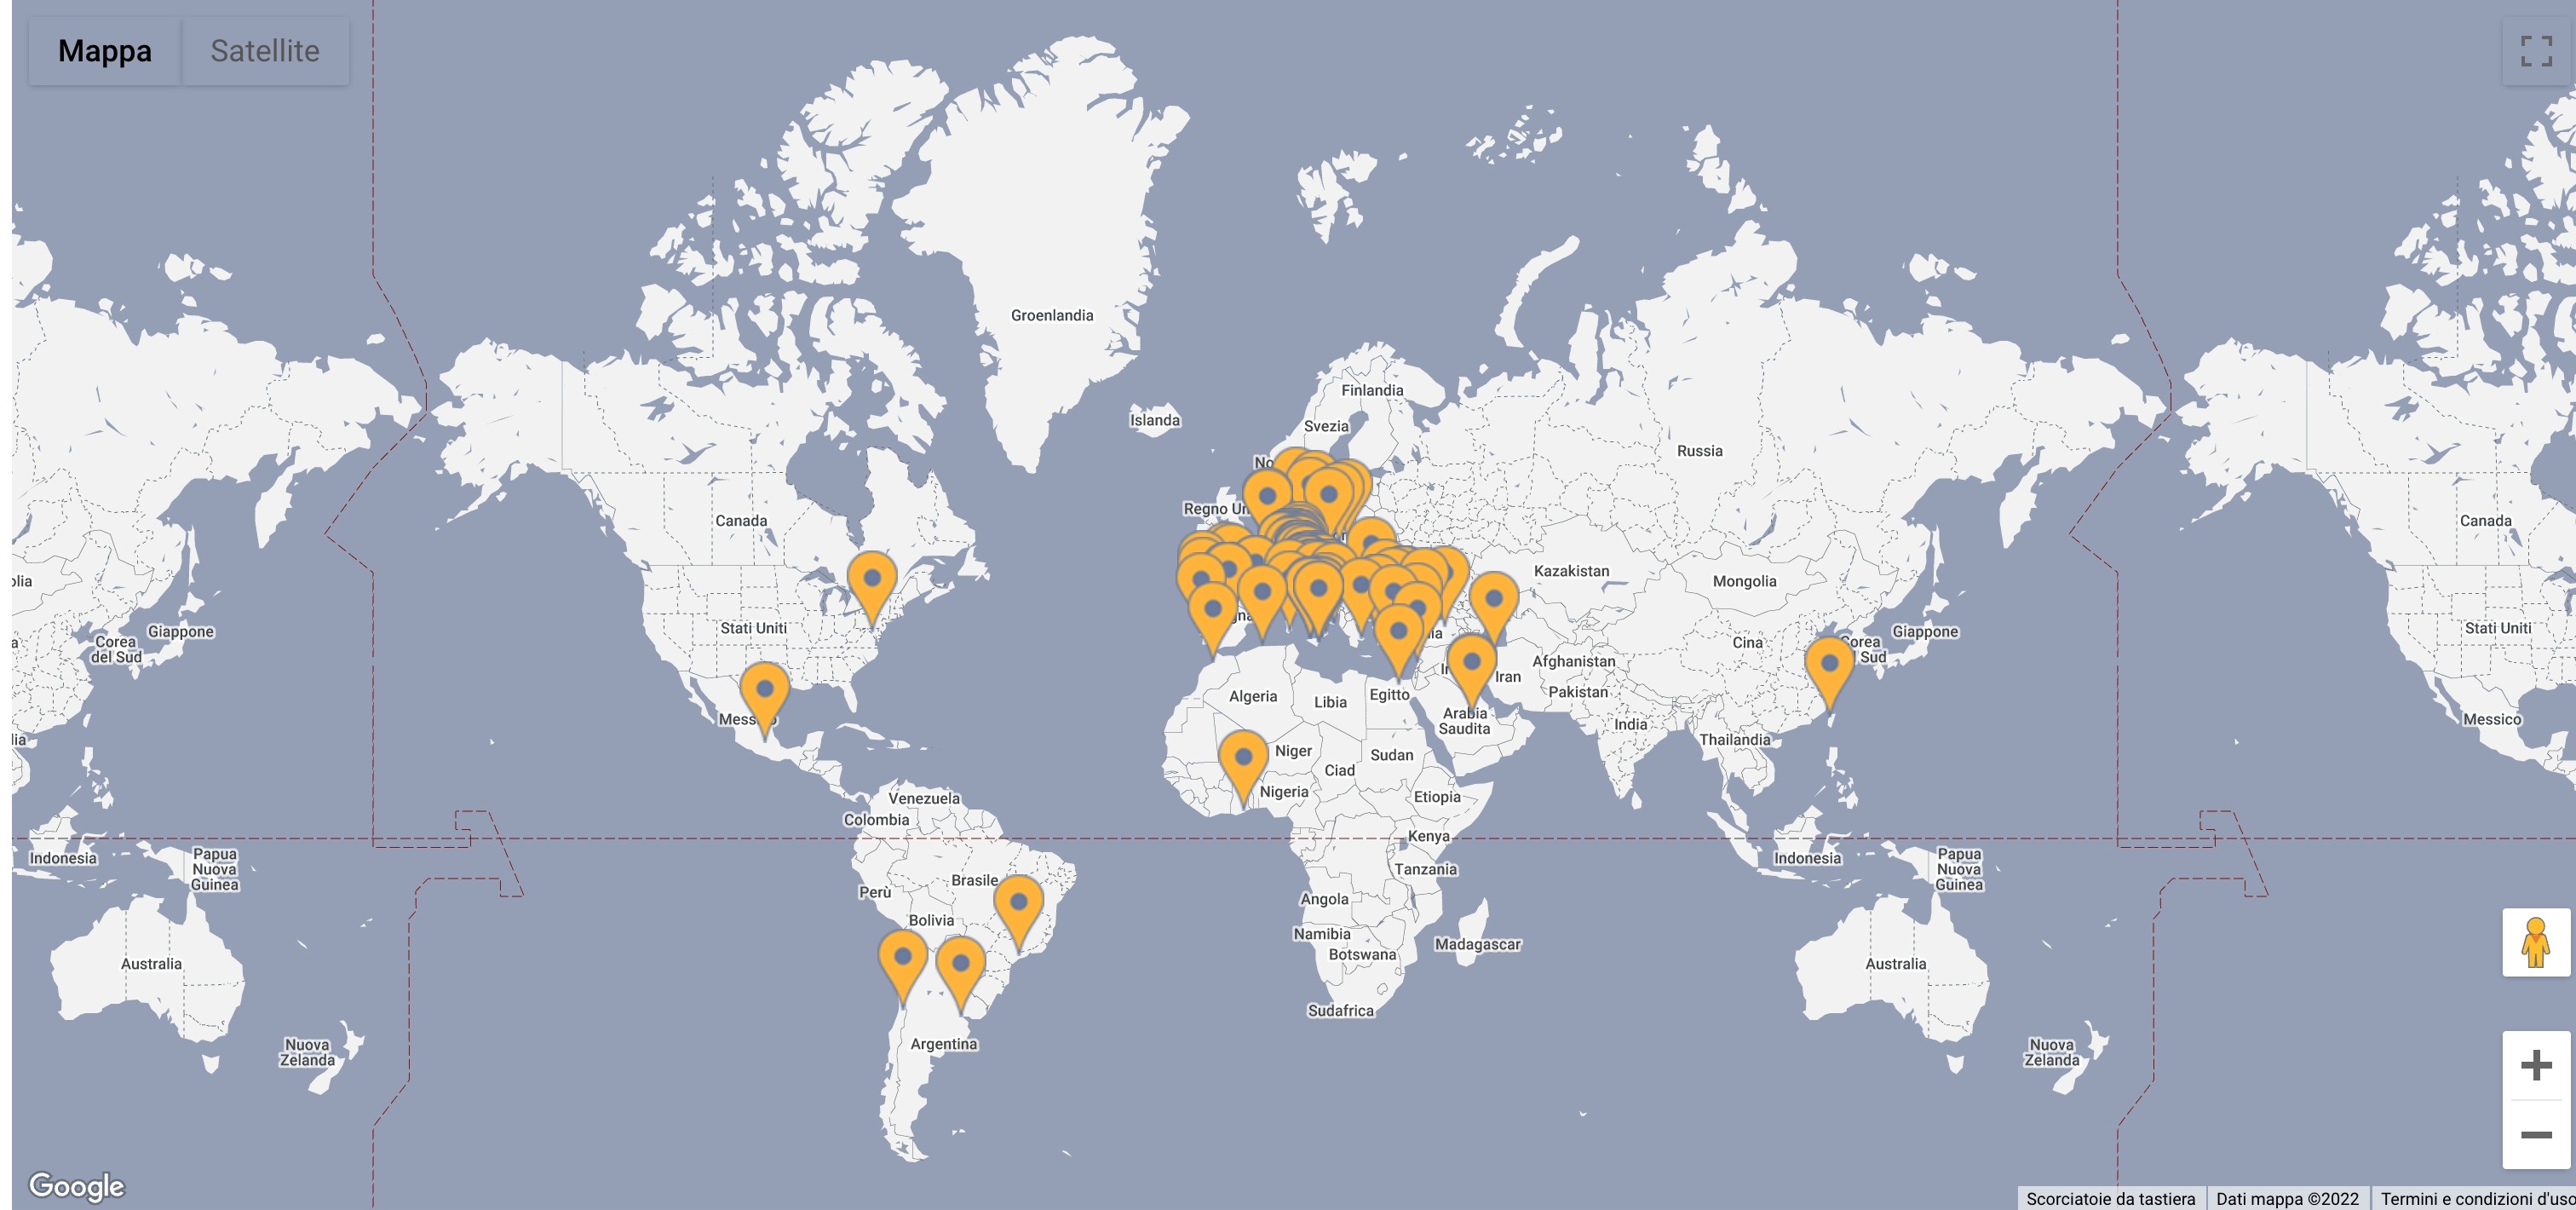 Mappa
Satellite
Groenlandia
Finlandia
Islanda
Svezia
Russia
No
Regno Un
Canada
Canada
Kazakistan
Mongolia
olia
Stati Uniti
Stati Uniti
Giappone
Giappone
Corea
del Sud
Cina
Corea
l Sud
Afghanistan
Iran
Pakistan
Algeria
Libia
Egitto
Arabia
Saudita
India
Messico
Thailandia
Niger
Sudan
Ciad
Nigeria
Etiopia
Venezuela
Colombia
Kenya
Indonesia
Papua
Nuova
Guinea
Indonesia
Papua
Nuova
Guinea
Tanzania
Brasile
Perù
Angola
Bolivia
Namibia
Madagascar
Botswana
Australia
Australia
Sudafrica
Argentina
Nuova
Zelanda
Nuova
Zelanda
Google
Scorciatoie da tastiera
Dati mappa ©2022
Termini e condizioni d'uso